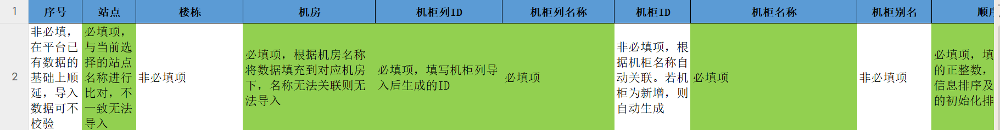 1 序号 站点 楼栋 机房 机柜列ID 机柜列名称 机柜ID 机柜名称 机柜别名 顺
2
非必填，
在平台已
有数据的
基础上顺
延，导入
数据可不
校验
必填项，
与当前选
择的站点
名称进行
比对，不
一致无法
导入
非必填项
必填项，根据机房名称
将数据填充到对应机房
下，名称无法关联则无
法导入
必填项，填写机柜列导
入后生成的ID
必填项
非必填项，根
据机柜名称自
动关联。若机
柜为新增，则
自动生成
必填项
非必填项
必填项，填
的正整数，
信息排序及
的初始化排